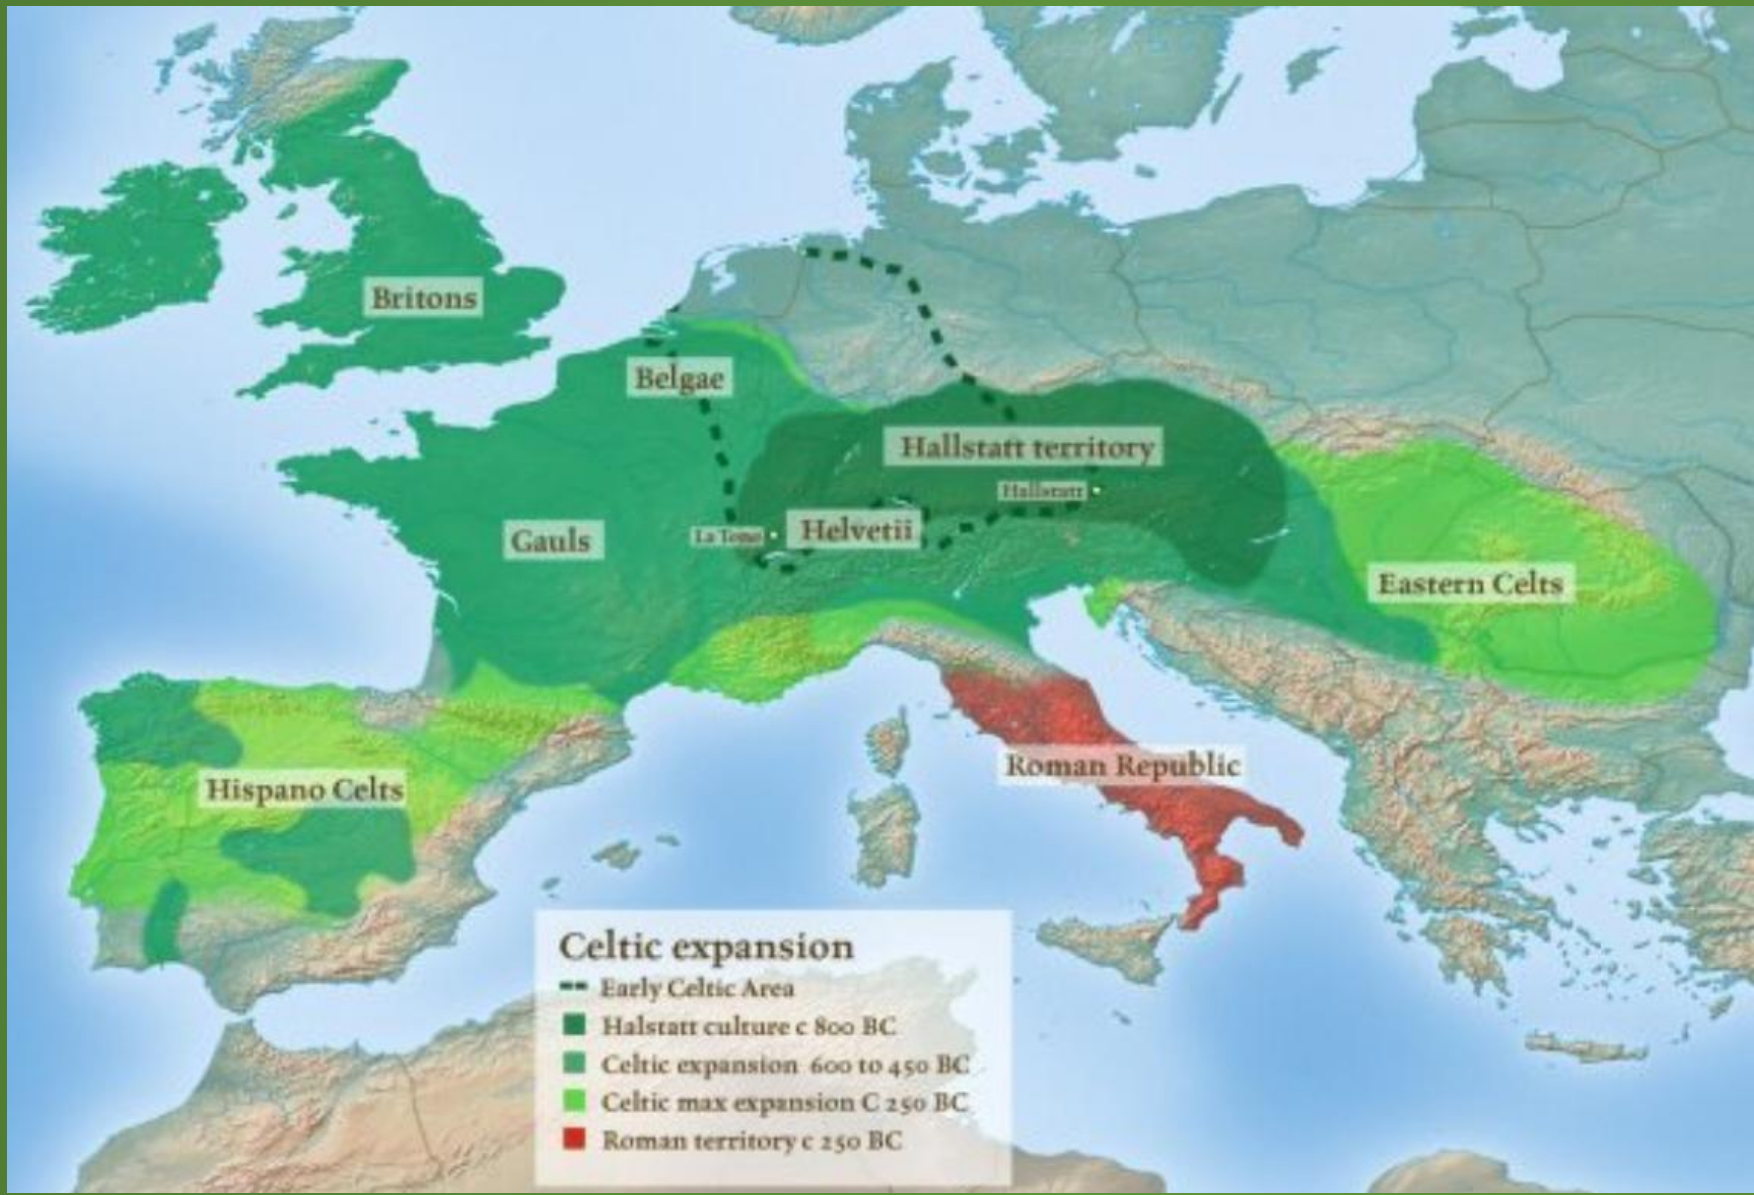 Britons
Belgae
Hallstatt territory
Hallstatt
La Tene
Helvetii
Gauls
Eastern Celts
Roman Republic
Hispano Celts
Celtic expansion
Early Celtic Area
Halstatt culture c 800 BC
Celtic expansion 600 to 450 BC
Celtic max expansion C 250 BC
Roman territory c 250 BC